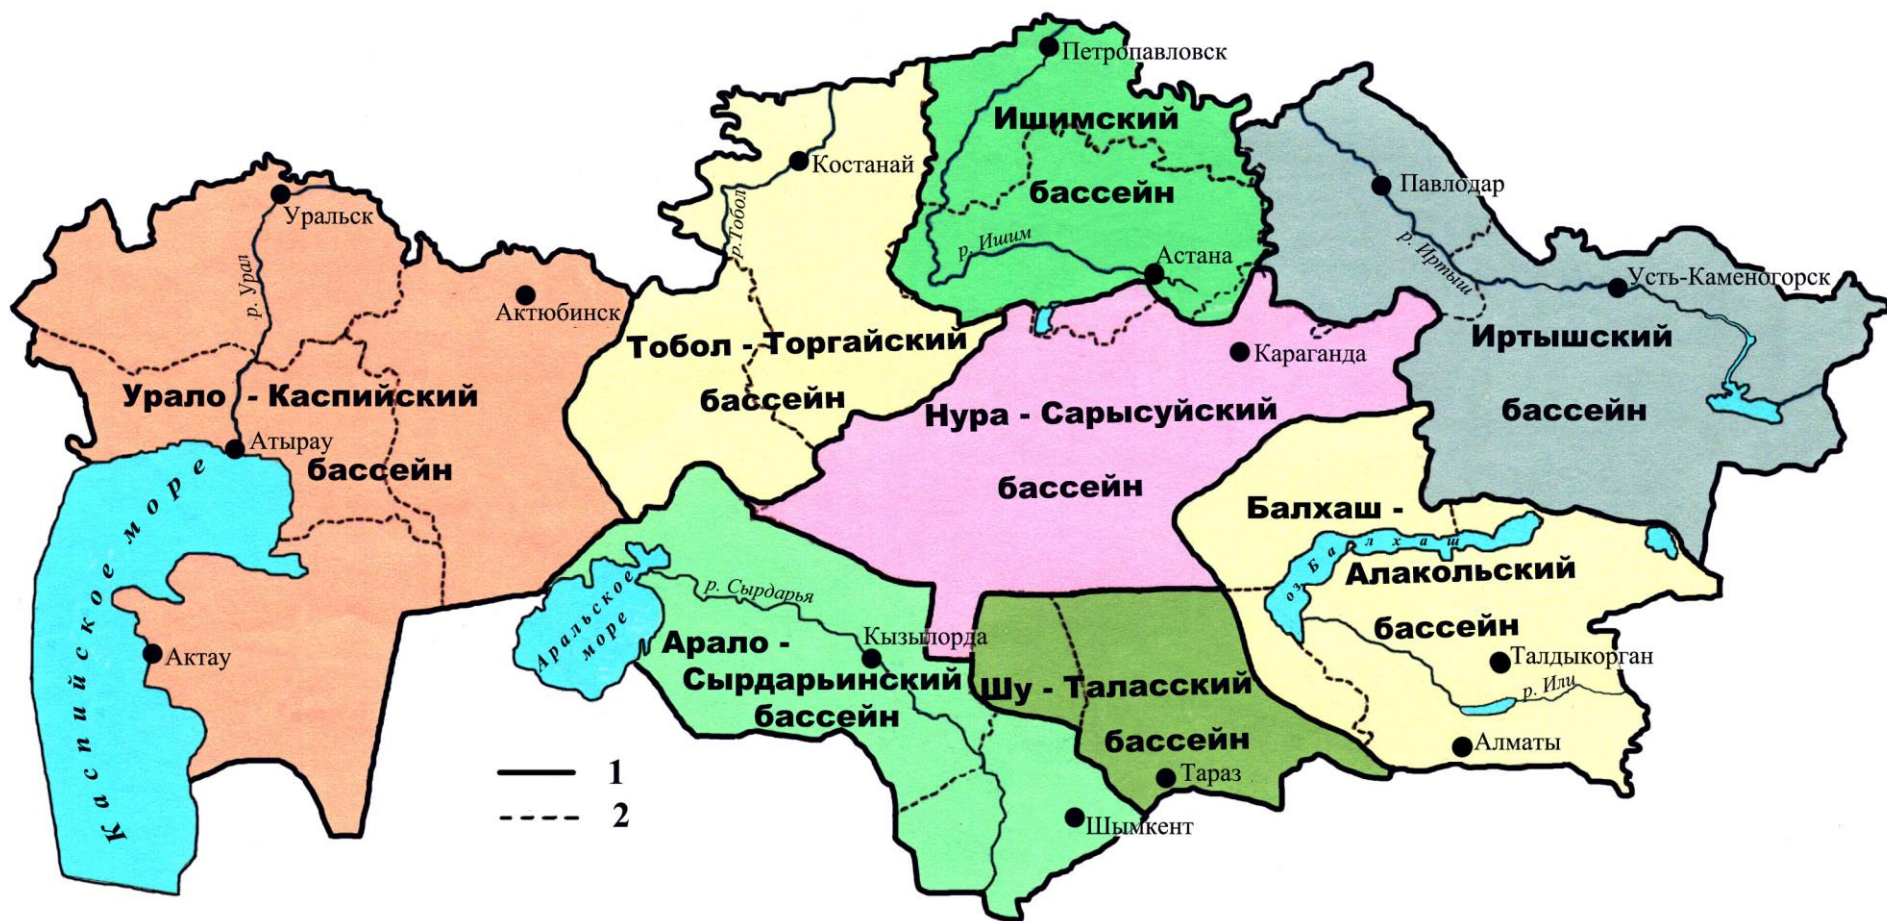 Петропавловск
Ишимский
бассейн
Костанай
Павлодар
Уральск
р. Урал
р.Тобол
р. Ишим
Астана
р. Иртыш
Усть-Каменогорск
Актюбинск
Тобол - Торгайский
бассейн
Караганда
Иртышский
бассейн
Урало - Каспийский
бассейн
Нура - Сарысуйский
бассейн
Атырау
Каспийское море
Балхаш -
Алакольский
бассейн
оз. Балхаш
Аральское
море
р. Сырдарья
Кызылорда
Арало -
Сырдарьинский
бассейн
Актау
Талдыкорган
р. Или
Шу - Таласский
бассейн
Алматы
Тараз
Шымкент
1
2